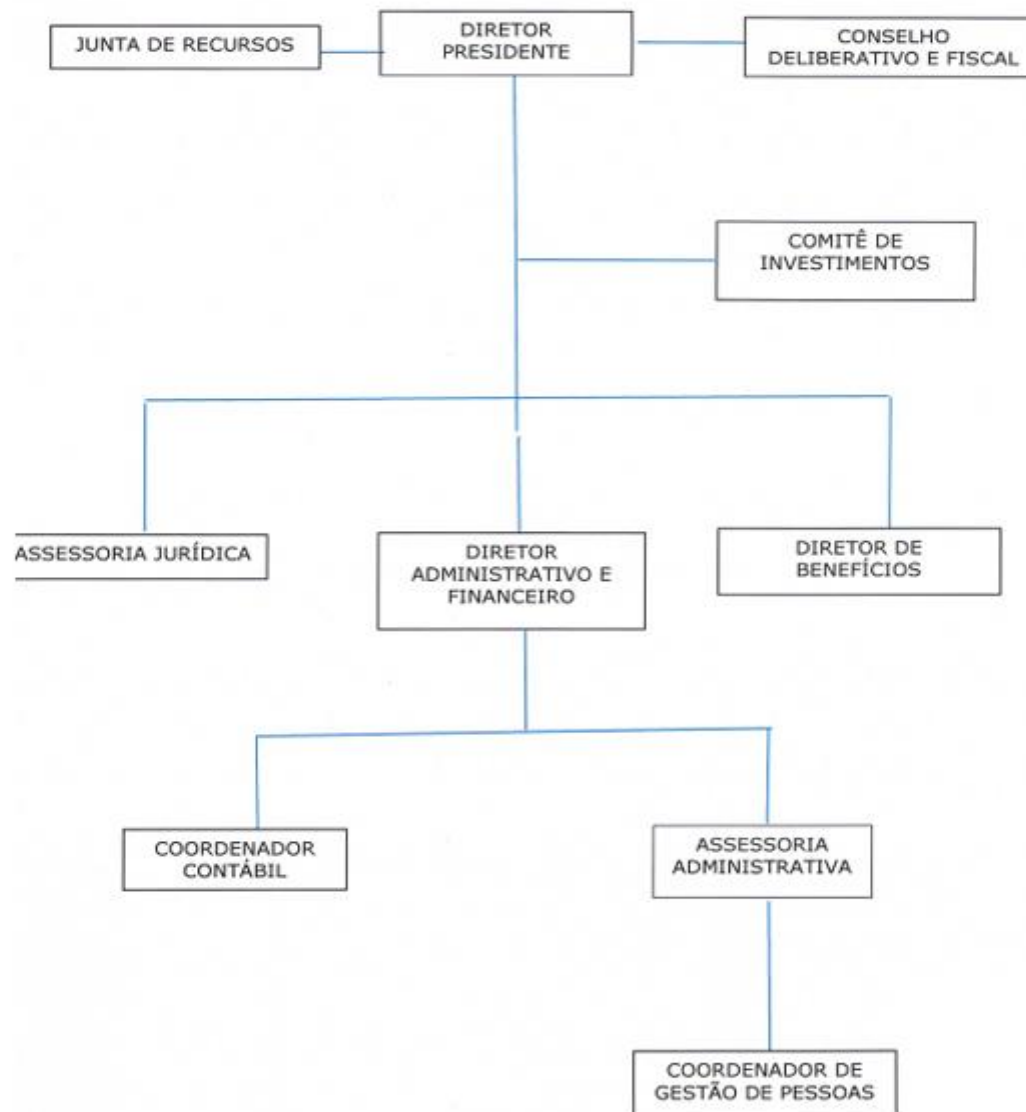 JUNTA DE RECURSOS
DIRETOR
PRESIDENTE
CONSELHO
DELIBERATIVO E FISCAL
COMITÊ DE
INVESTIMENTOS
ASSESSORIA JURÍDICA
DIRETOR
ADMINISTRATIVO E
FINANCEIRO
DIRETOR DE
BENEFÍCIOS
COORDENADOR
CONTÁBIL
ASSESSORIA
ADMINISTRATIVA
COORDENADOR DE
GESTÃO DE PESSOAS